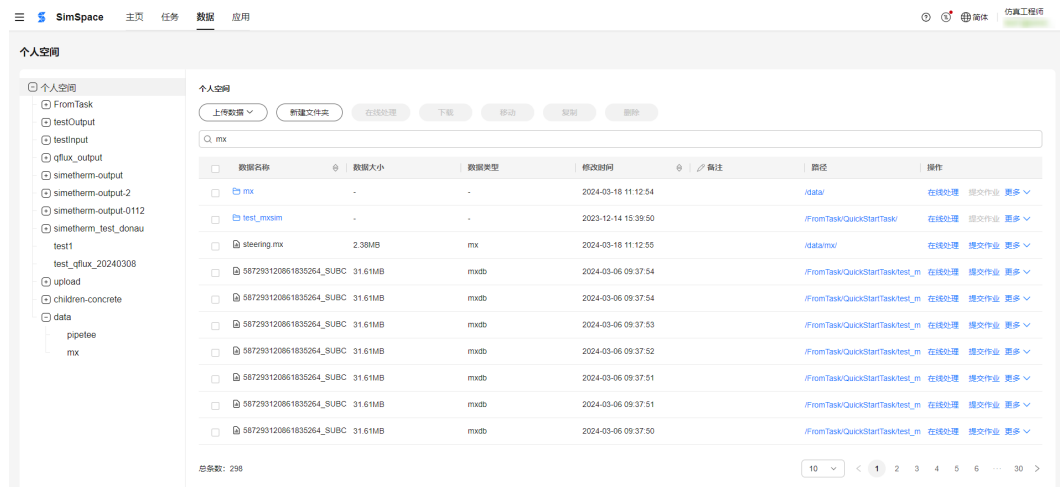 SimSpace 主页 任务 数据 应用 简体 仿真工程师
个人空间
个人空间
FromTask
testOutput
testInput
qflux_output
simetherm-output
simetherm-output-2
simetherm-output-0112
simetherm_test_donau
test1
test_qflux_20240308
upload
children-concrete
data
pipetee
mx
个人空间
上传数据 新建文件夹 在线处理 下载 移动 复制 删除
mx
数据名称 数据大小 数据类型 修改时间 备注 路径 操作
mx - - 2024-03-18 11:12:54 /data/ 在线处理 提交作业 更多
test_mxsim - - 2023-12-14 15:39:50 /FromTask/QuickStartTask/ 在线处理 提交作业 更多
steering.mx 2.38MB mx 2024-03-18 11:12:55 /data/mx/ 在线处理 提交作业 更多
587293120861835264_SUBC 31.61MB mxdb 2024-03-06 09:37:54 /FromTask/QuickStartTask/test_m 在线处理 提交作业 更多
587293120861835264_SUBC 31.61MB mxdb 2024-03-06 09:37:54 /FromTask/QuickStartTask/test_m 在线处理 提交作业 更多
587293120861835264_SUBC 31.61MB mxdb 2024-03-06 09:37:53 /FromTask/QuickStartTask/test_m 在线处理 提交作业 更多
587293120861835264_SUBC 31.61MB mxdb 2024-03-06 09:37:52 /FromTask/QuickStartTask/test_m 在线处理 提交作业 更多
587293120861835264_SUBC 31.61MB mxdb 2024-03-06 09:37:51 /FromTask/QuickStartTask/test_m 在线处理 提交作业 更多
587293120861835264_SUBC 31.61MB mxdb 2024-03-06 09:37:51 /FromTask/QuickStartTask/test_m 在线处理 提交作业 更多
587293120861835264_SUBC 31.61MB mxdb 2024-03-06 09:37:50 /FromTask/QuickStartTask/test_m 在线处理 提交作业 更多
总条数: 298 10 < 1 2 3 4 5 6 ··· 30 >